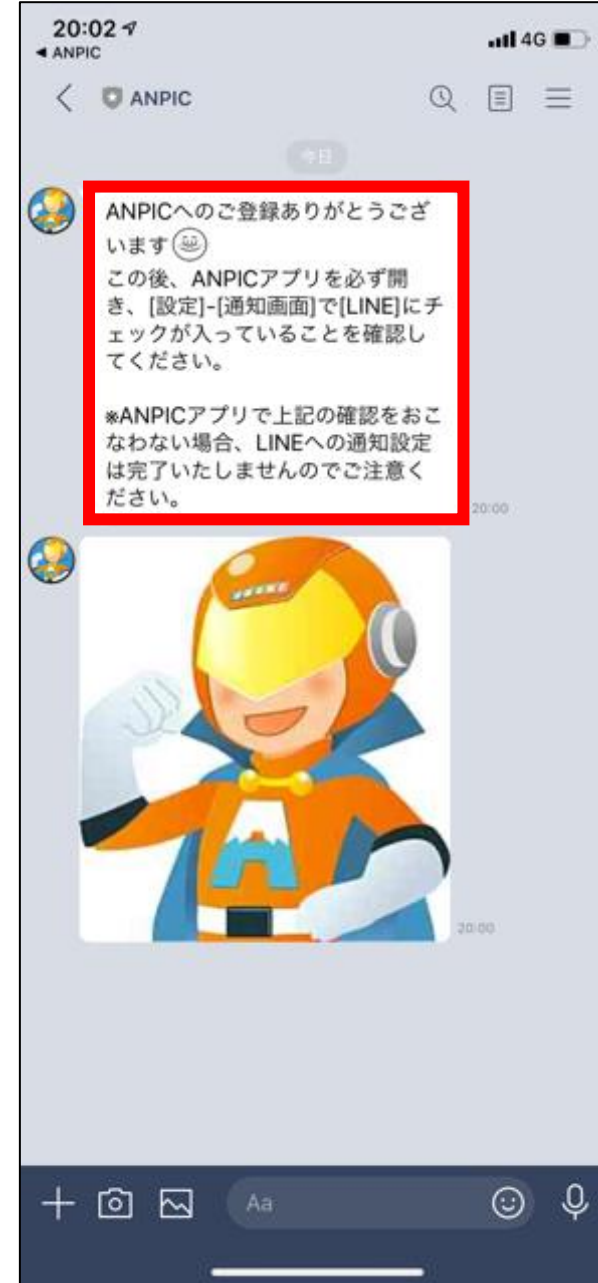 20:02
4G
◀ ANPIC
ANPIC
今日
ANPICへのご登録ありがとうござ
います
この後、ANPICアプリを必ず開
き、[設定]-[通知画面]で[LINE]にチ
ェックが入っていることを確認し
てください。
※ANPICアプリで上記の確認をおこ
なわない場合、LINEへの通知設定
は完了いたしませんのでご注意く
ださい。
20:00
20:00
Aa